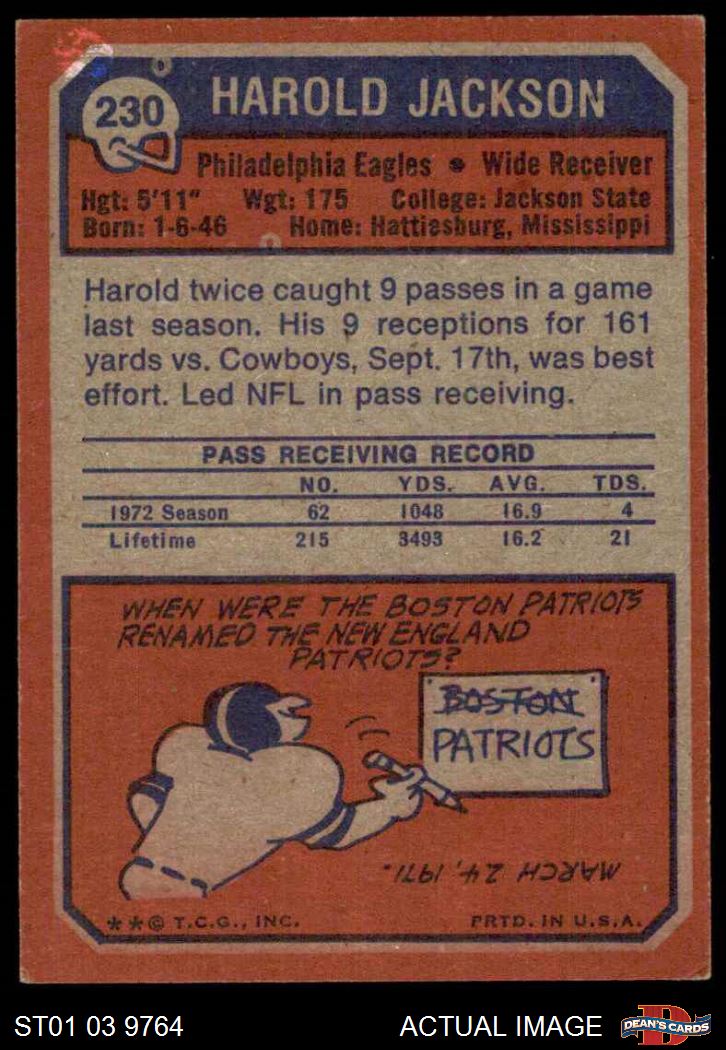 230
HAROLD JACKSON
Philadelphia Eagles • Wide Receiver
Hgt: 5'11" Wgt: 175 College: Jackson State
Born: 1-6-46 Home: Hattiesburg, Mississippi
Harold twice caught 9 passes in a game
last season. His 9 receptions for 161
yards vs. Cowboys, Sept. 17th, was best
effort. Led NFL in pass receiving.
PASS RECEIVING RECORD
NO. YDS. AVG. TDS.
1972 Season 62 1048 16.9 4
Lifetime 215 3493 16.2 21
WHEN WERE THE BOSTON PATRIOTS
RENAMED THE NEW ENGLAND
PATRIOTS?
BOSTON
PATRIOTS
MARCH 24, 1971.
**© T.C.G., INC. PRTD. IN U.S.A.
ST01 03 9764 ACTUAL IMAGE D DEAN'S CARDS